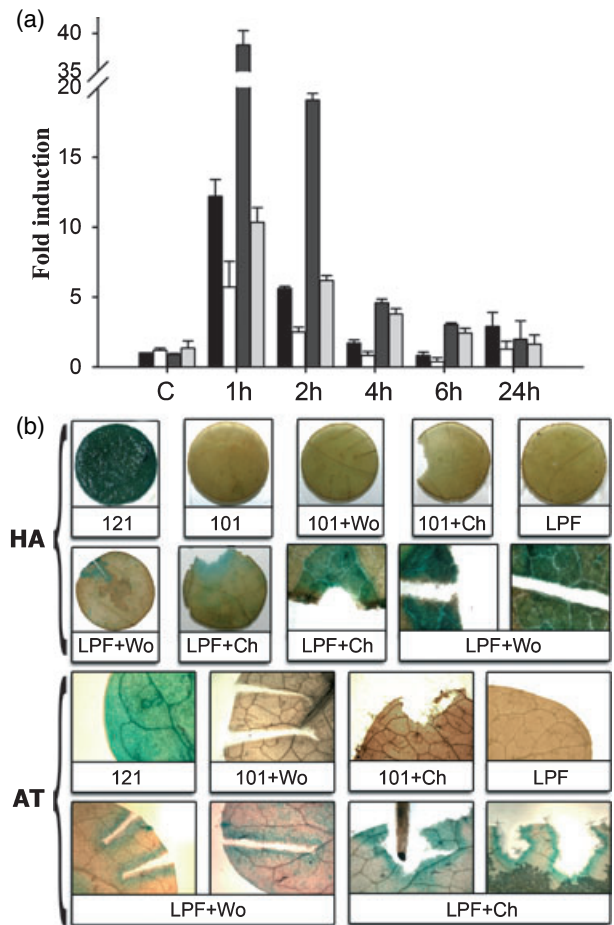 (a)
40
35
20
15
10
5
0
Fold induction
C 1h 2h 4h 6h 24h
(b)
HA
121 101 101+Wo 101+Ch LPF
LPF+Wo LPF+Ch LPF+Ch LPF+Wo
AT
121 101+Wo 101+Ch LPF
LPF+Wo LPF+Ch